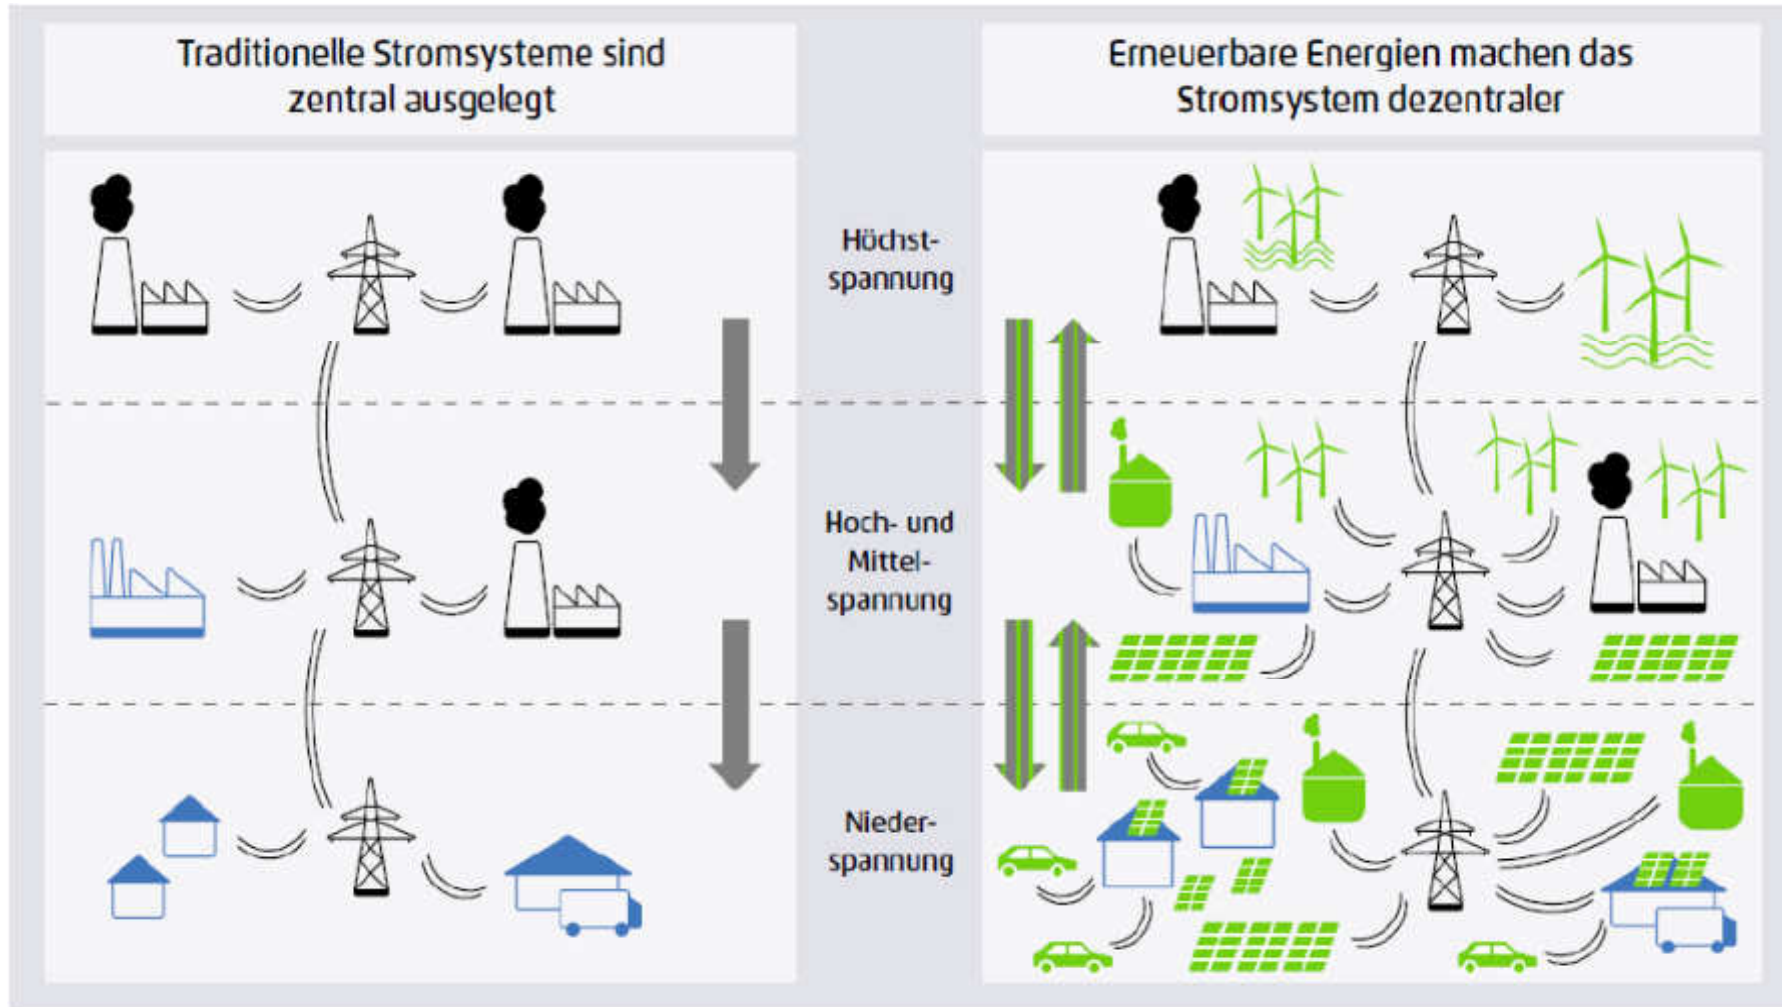 Traditionelle Stromsysteme sind
zentral ausgelegt
Erneuerbare Energien machen das
Stromsystem dezentraler
Höchst-
spannung
Hoch- und
Mittel-
spannung
Nieder-
spannung